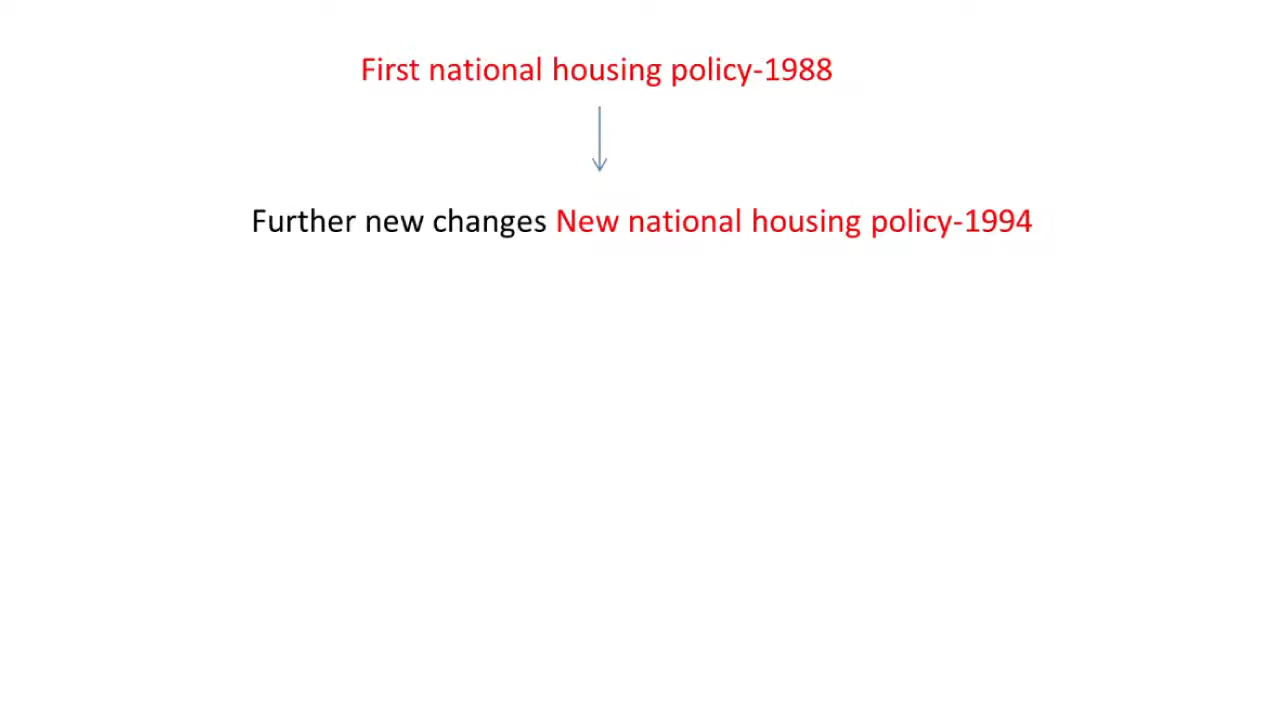 First national housing policy-1988
Further new changes New national housing policy-1994